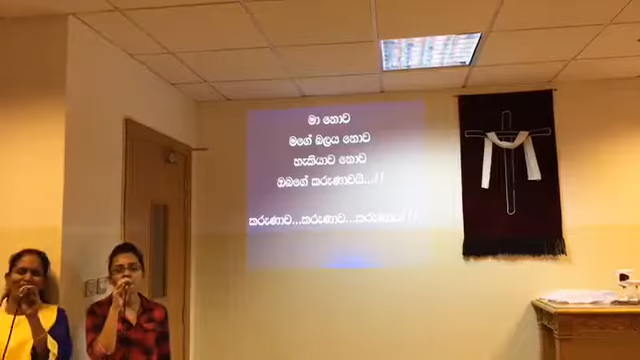 මා නොව
මගේ බලය නොව
හැකියාව නොව
ඔබගේ කරුණාවයි...//
කරුණාව...කරුණාව...කරුණාව//